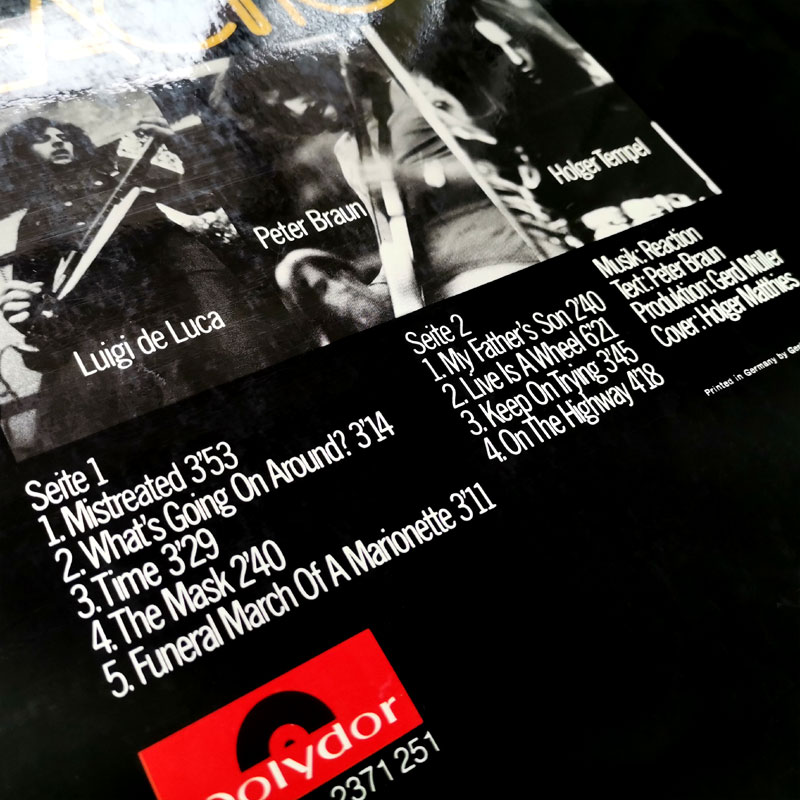 Luigi de Luca
Peter Braun
Holger Tempel
Seite 1
1. Mistreated 3'53
2. What's Going On Around? 3'14
3. Time 3'29
4. The Mask 2'40
5. Funeral March Of A Marionette 3'11
Seite 2
1. My Father's Son 2'40
2. Live Is A Wheel 6'21
3. Keep On Trying 3'45
4. On The Highway 4'18
Musik: Reaction
Text: Peter Braun
Produktion: Gerd Müller
Cover: Holger Matthies
Printed in Germany by
Polydor
2371 251